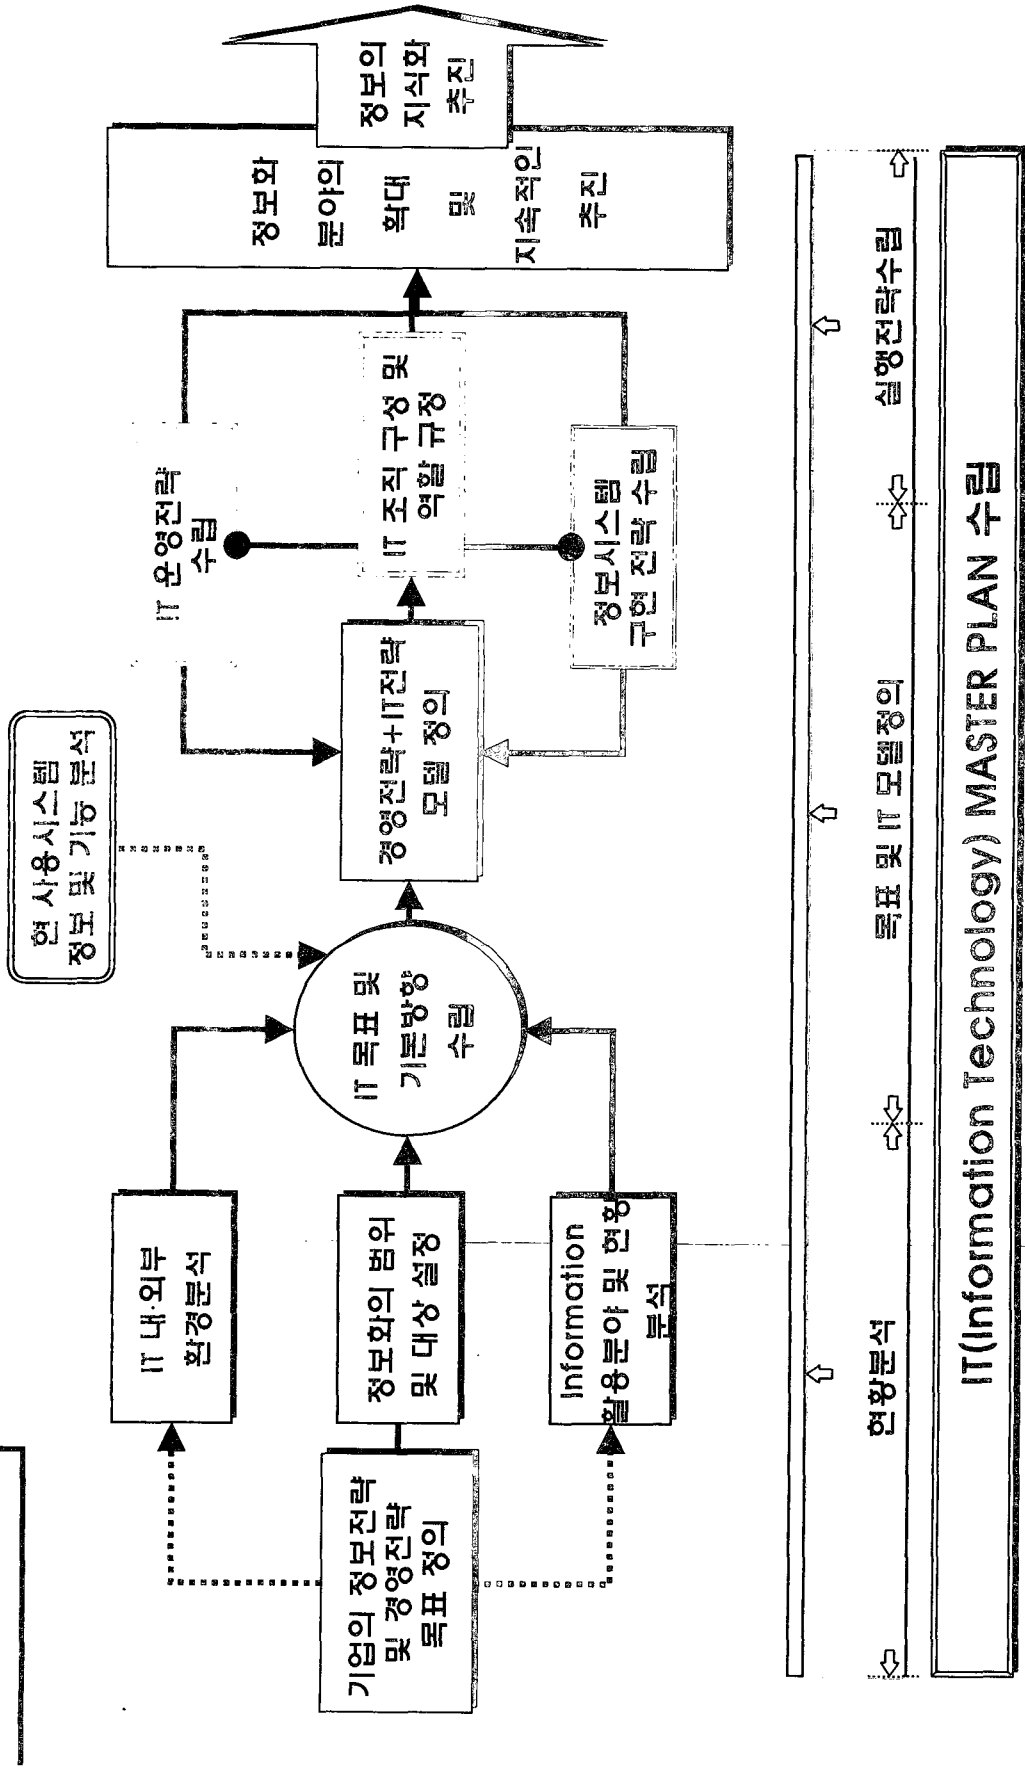 현 사용시스템
정보 및 기능 분석
기업의 정보전략
및 경영전략
목표 정의
IT 내·외부
환경분석
정보화의 범위
및 대상 설정
Information
활용분야 및 현황
분석
IT 목표 및
기본방향
수립
경영전략+IT전략
모델 정의
IT 운영전략
수립
IT 조직 구성 및
역할 규정
정보시스템
구현 전략 수립
정보화
분야의
확대
및
지속적인
추진
정보의
지식화
추진
현황분석
목표 및 IT 모델정의
실행전략수립
IT(Information Technology) MASTER PLAN 수립